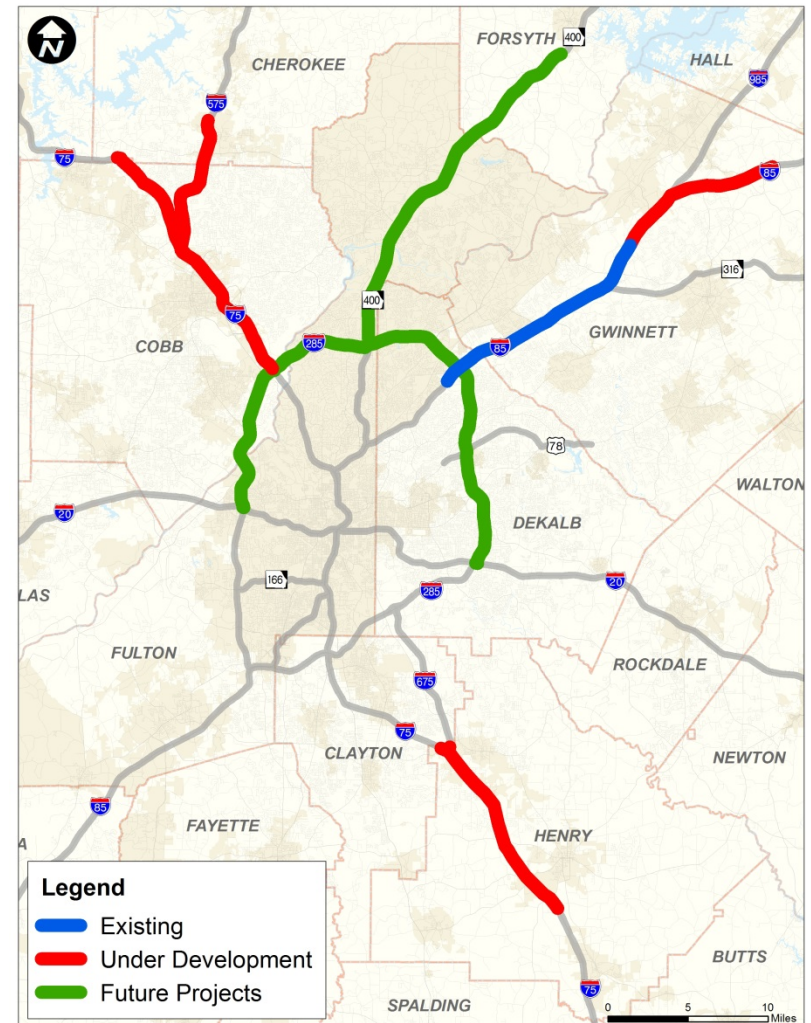 N
FORSYTH
400
CHEROKEE
HALL
985
575
75
85
316
400
75
285
GWINNETT
COBB
85
78
WALTON
20
DEKALB
166
20
285
LAS
FULTON
ROCKDALE
675
75
CLAYTON
NEWTON
85
FAYETTE
HENRY
A
Legend
Existing
Under Development
Future Projects
BUTTS
75
SPALDING
0 5 10
Miles